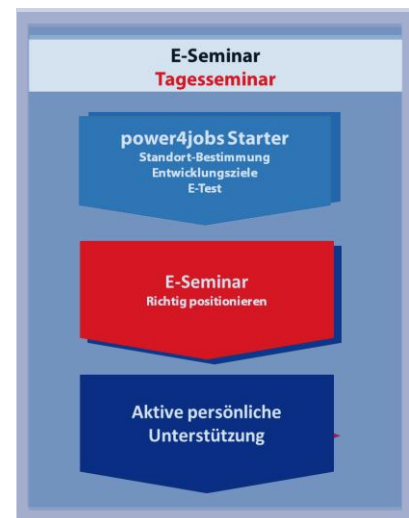 E-Seminar
Tagesseminar
power4jobs Starter
Standort-Bestimmung
Entwicklungsziele
E-Test
E-Seminar
Richtig positionieren
Aktive persönliche
Unterstützung